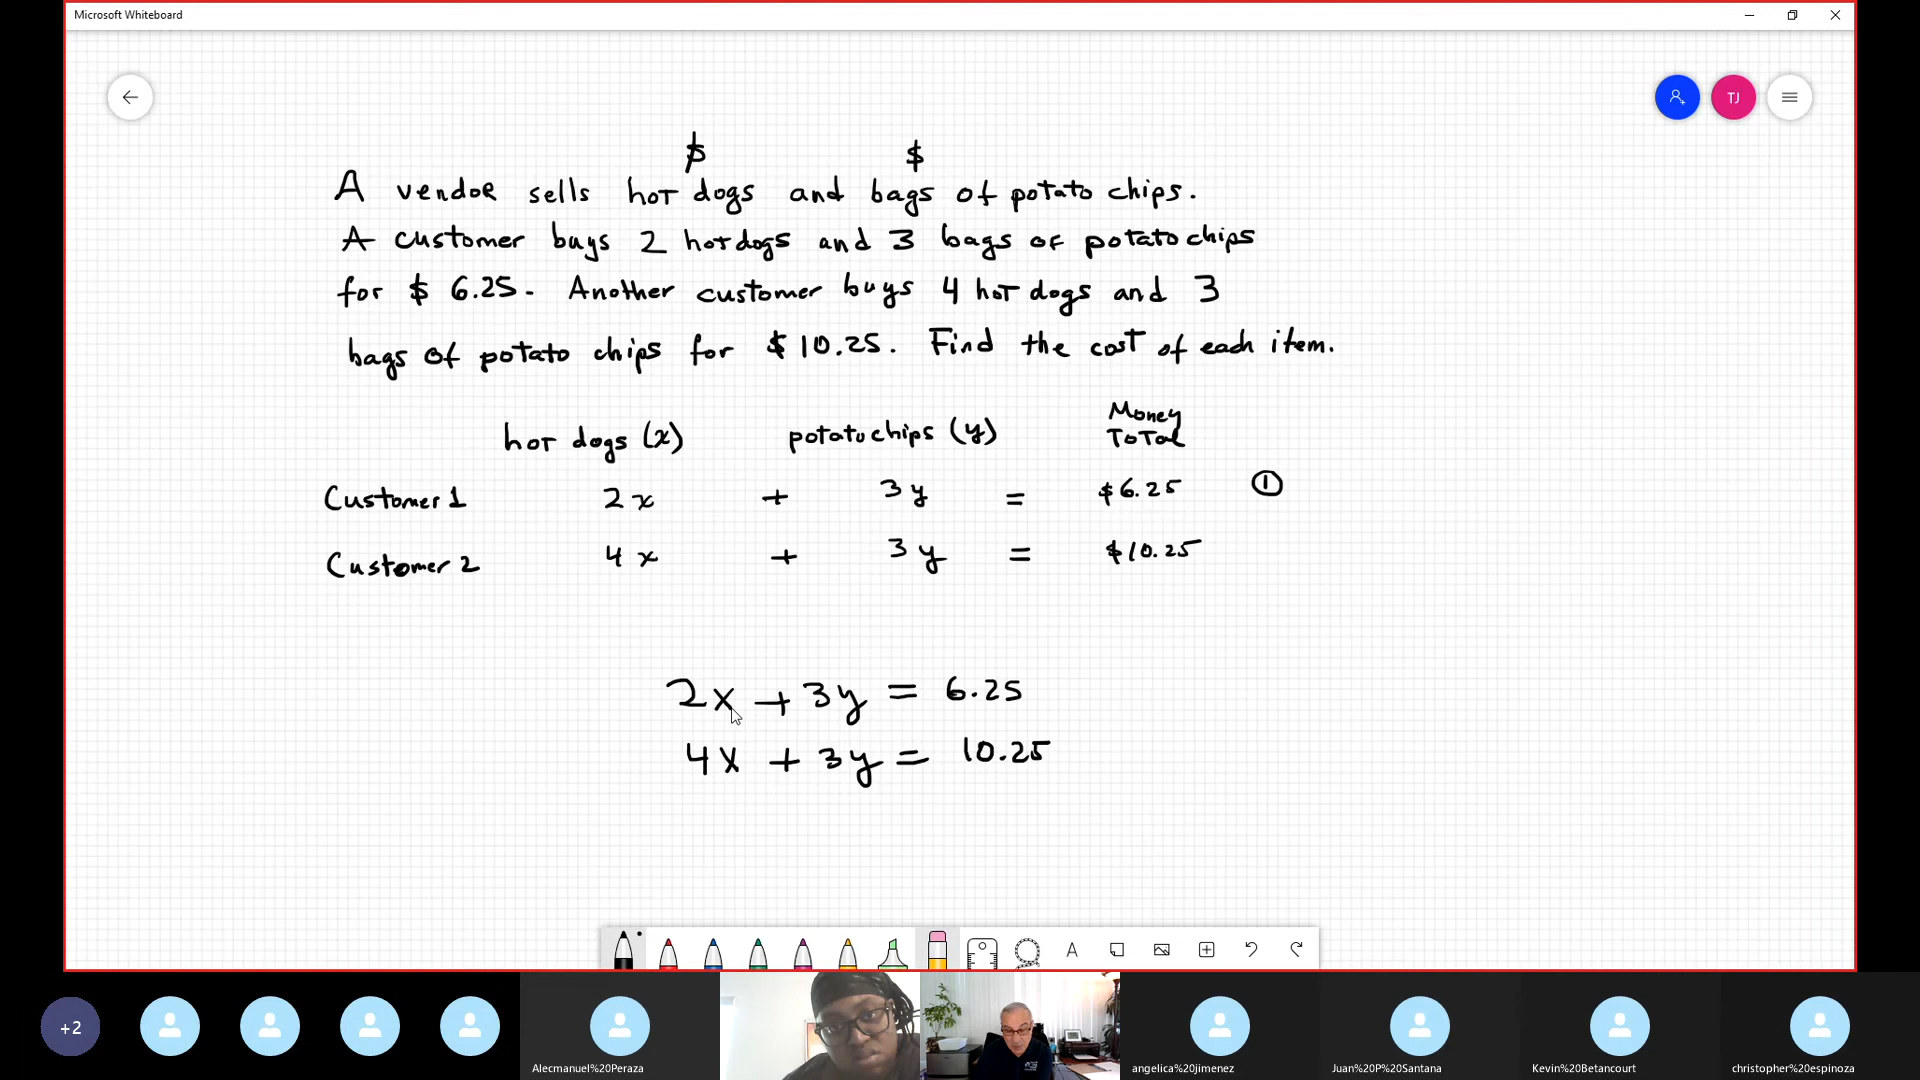 Microsoft Whiteboard
TJ
$ $
A vendor sells hot dogs and bags of potato chips.
A customer buys 2 hotdogs and 3 bags of potato chips
for $ 6.25. Another customer buys 4 hot dogs and 3
bags of potato chips for $ 10.25. Find the cost of each item.
hot dogs (x) potato chips (y) Money Total
Customer 1 2x + 3y = $6.25 ①
Customer 2 4x + 3y = $10.25
2x + 3y = 6.25
4x + 3y = 10.25
A
+2
Alecmanuel%20Peraza
angelica%20jimenez
Juan%20P%20Santana
Kevin%20Betancourt
christopher%20espinoza